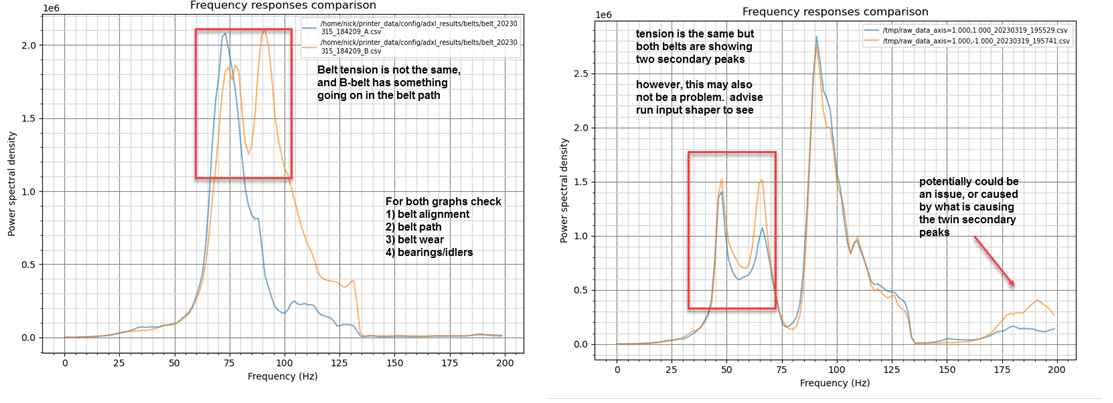 Frequency responses comparison
1e6
/home/nick/printer_data/config/adxl_results/belts/belt_20230
315_184209_A.csv
/home/nick/printer_data/config/adxl_results/belts/belt_20230
315_184209_B.csv
Belt tension is not the same,
and B-belt has something
going on in the belt path
For both graphs check
1) belt alignment
2) belt path
3) belt wear
4) bearings/idlers
Power spectral density
2.0
1.5
1.0
0.5
0.0
0
25
50
75
100
125
150
175
200
Frequency (Hz)
Frequency responses comparison
1e6
tension is the same but
both belts are showing
two secondary peaks
however, this may also
not be a problem. advise
run input shaper to see
/tmp/raw_data_axis=1.000,1.000_20230319_195529.csv
/tmp/raw_data_axis=1.000,-1.000_20230319_195741.csv
potentially could be
an issue, or caused
by what is causing
the twin secondary
peaks
Power spectral density
2.5
2.0
1.5
1.0
0.5
0.0
0
25
50
75
100
125
150
175
200
Frequency (Hz)